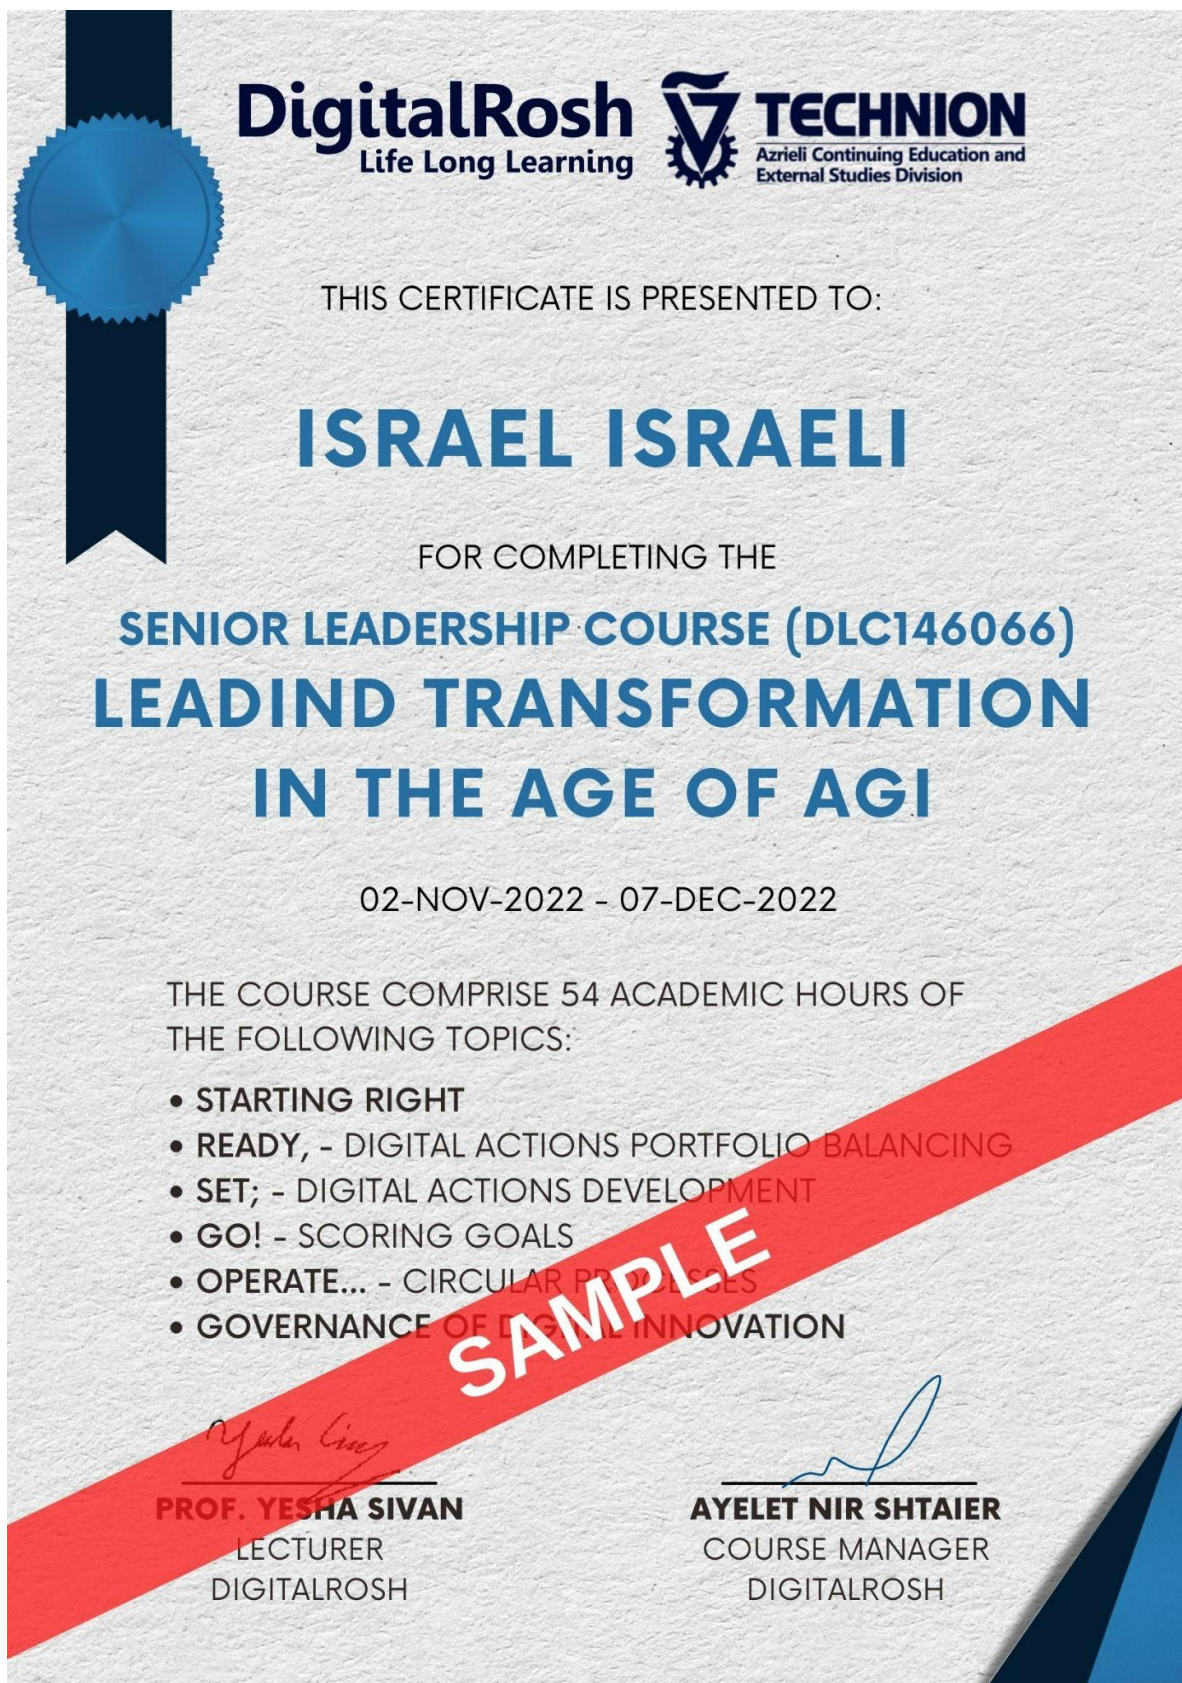 DigitalRosh
Life Long Learning
TECHNION
Azrieli Continuing Education and
External Studies Division
THIS CERTIFICATE IS PRESENTED TO:
ISRAEL ISRAELI
FOR COMPLETING THE
SENIOR LEADERSHIP COURSE (DLC146066)
LEADIND TRANSFORMATION
IN THE AGE OF AGI
02-NOV-2022 - 07-DEC-2022
THE COURSE COMPRISE 54 ACADEMIC HOURS OF
THE FOLLOWING TOPICS:
• STARTING RIGHT
• READY, - DIGITAL ACTIONS PORTFOLIO BALANCING
• SET; - DIGITAL ACTIONS DEVELOPMENT
• GO! - SCORING GOALS
• OPERATE... - CIRCULAR PROCESSES
• GOVERNANCE OF DIGITAL INNOVATION
SAMPLE
PROF. YESHA SIVAN
LECTURER
DIGITALROSH
AYELET NIR SHTAIER
COURSE MANAGER
DIGITALROSH